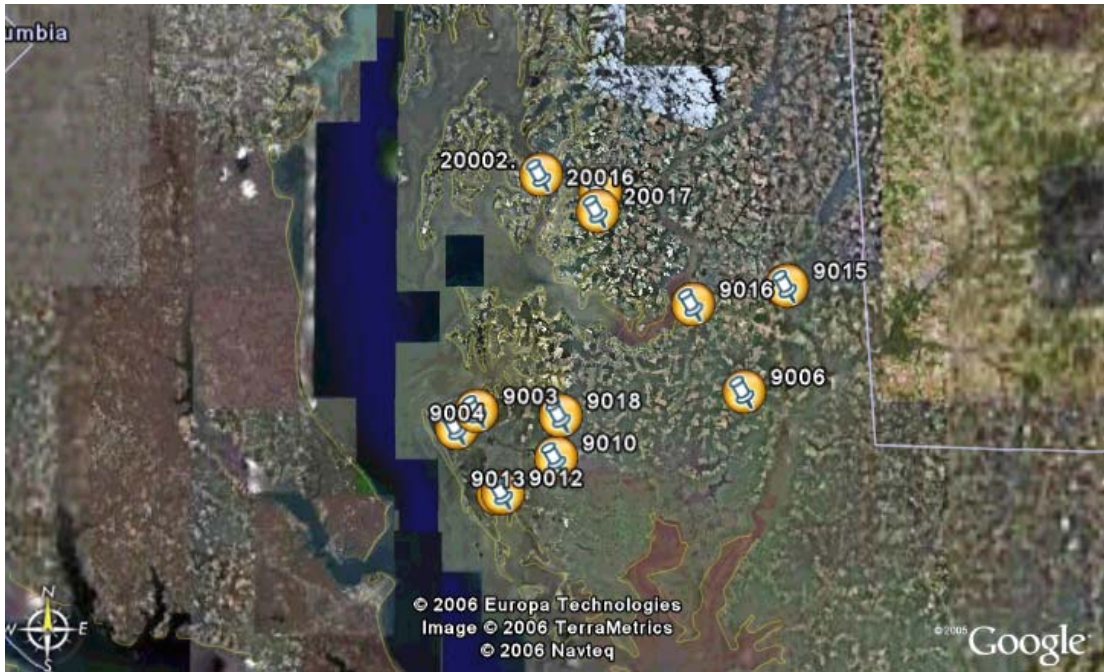 umbia
20002.
20016
20017
9015
9016
9006
9003
9004
9018
9010
9013
9012
N
W
E
S
© 2006 Europa Technologies
Image © 2006 TerraMetrics
© 2006 Navteq
© 2005 Google